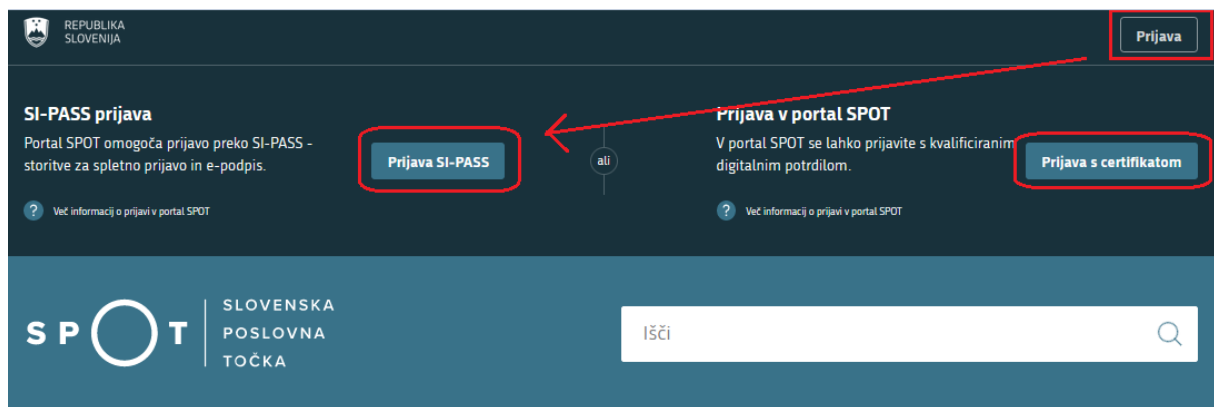 REPUBLIKA
SLOVENIJA
Prijava
SI-PASS prijava
Portal SPOT omogoča prijavo preko SI-PASS -
storitve za spletno prijavo in e-podpis.
Prijava SI-PASS
Več informacij o prijavi v portal SPOT
ali
Prijava v portal SPOT
V portal SPOT se lahko prijavite s kvalificiranim
digitalnim potrdilom.
Prijava s certifikatom
Več informacij o prijavi v portal SPOT
SPOT
SLOVENSKA
POSLOVNA
TOČKA
Išči